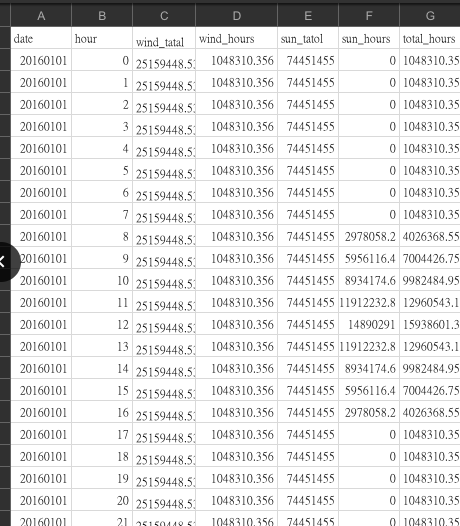 A B C D E F G
date hour wind_tatal wind_hours sun_tatol sun_hours total_hours
20160101 0 25159448.5 1048310.356 74451455 0 1048310.35
20160101 1 25159448.5 1048310.356 74451455 0 1048310.35
20160101 2 25159448.5 1048310.356 74451455 0 1048310.35
20160101 3 25159448.5 1048310.356 74451455 0 1048310.35
20160101 4 25159448.5 1048310.356 74451455 0 1048310.35
20160101 5 25159448.5 1048310.356 74451455 0 1048310.35
20160101 6 25159448.5 1048310.356 74451455 0 1048310.35
20160101 7 25159448.5 1048310.356 74451455 0 1048310.35
20160101 8 25159448.5 1048310.356 74451455 2978058.2 4026368.55
20160101 9 25159448.5 1048310.356 74451455 5956116.4 7004426.75
20160101 10 25159448.5 1048310.356 74451455 8934174.6 9982484.95
20160101 11 25159448.5 1048310.356 74451455 11912232.8 12960543.1
20160101 12 25159448.5 1048310.356 74451455 14890291 15938601.3
20160101 13 25159448.5 1048310.356 74451455 11912232.8 12960543.1
20160101 14 25159448.5 1048310.356 74451455 8934174.6 9982484.95
20160101 15 25159448.5 1048310.356 74451455 5956116.4 7004426.75
20160101 16 25159448.5 1048310.356 74451455 2978058.2 4026368.55
20160101 17 25159448.5 1048310.356 74451455 0 1048310.35
20160101 18 25159448.5 1048310.356 74451455 0 1048310.35
20160101 19 25159448.5 1048310.356 74451455 0 1048310.35
20160101 20 25159448.5 1048310.356 74451455 0 1048310.35
20160101 21 25159448.5 1048310.356 74451455 0 1048310.35